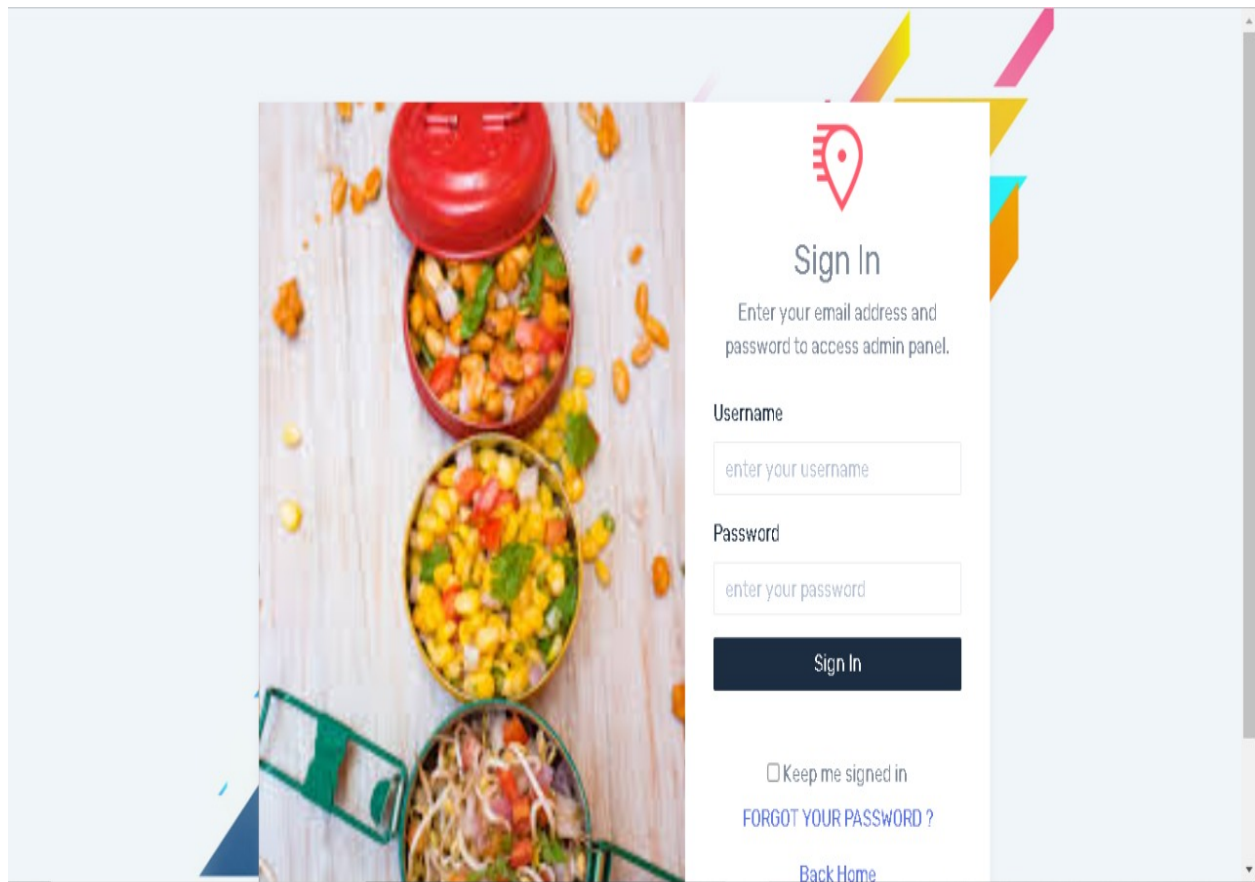 Sign In
Enter your email address and
password to access admin panel.
Username
enter your username
Password
enter your password
Sign In
Keep me signed in
FORGOT YOUR PASSWORD ?
Back Home